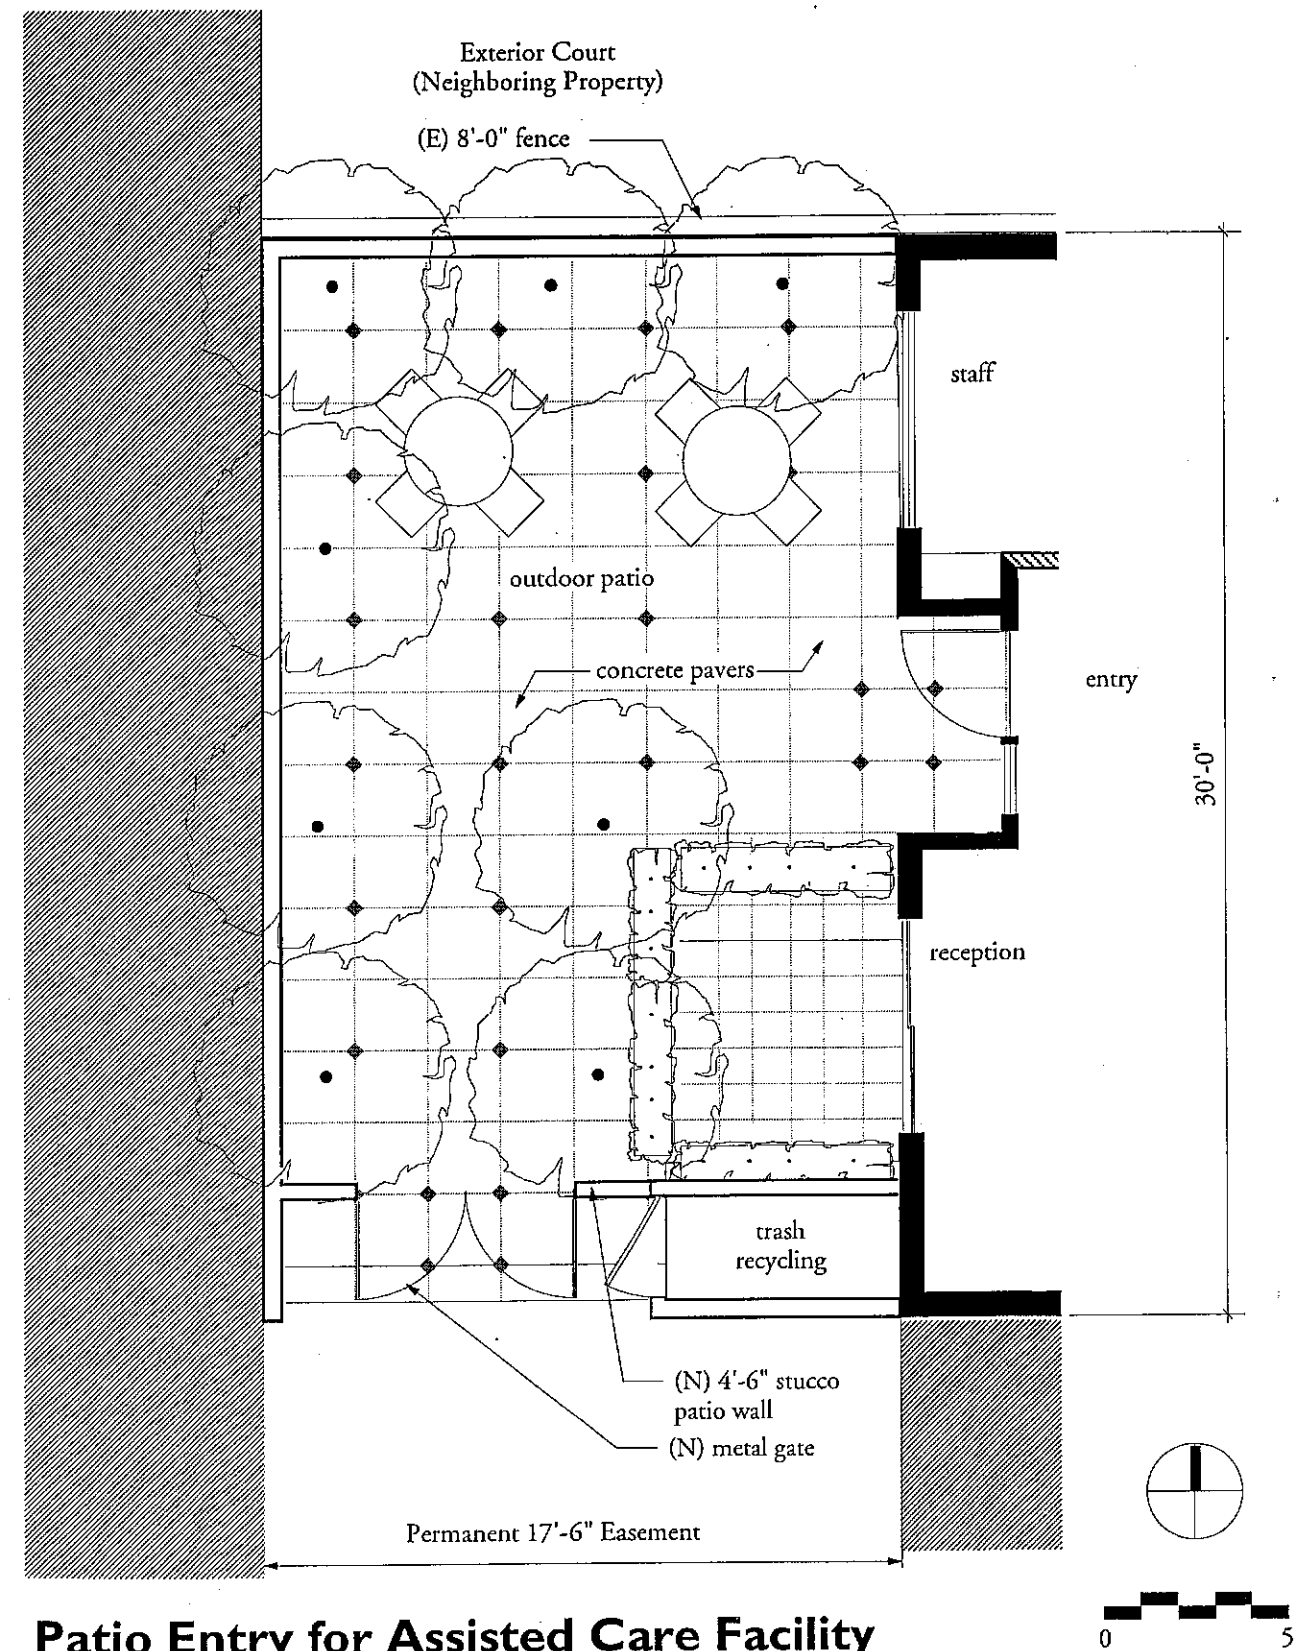 Exterior Court
(Neighboring Property)
(E) 8'-0" fence
staff
outdoor patio
concrete pavers
entry
30'-0"
reception
trash
recycling
(N) 4'-6" stucco
patio wall
(N) metal gate
Permanent 17'-6" Easement
Patio Entry for Assisted Care Facility
0 5